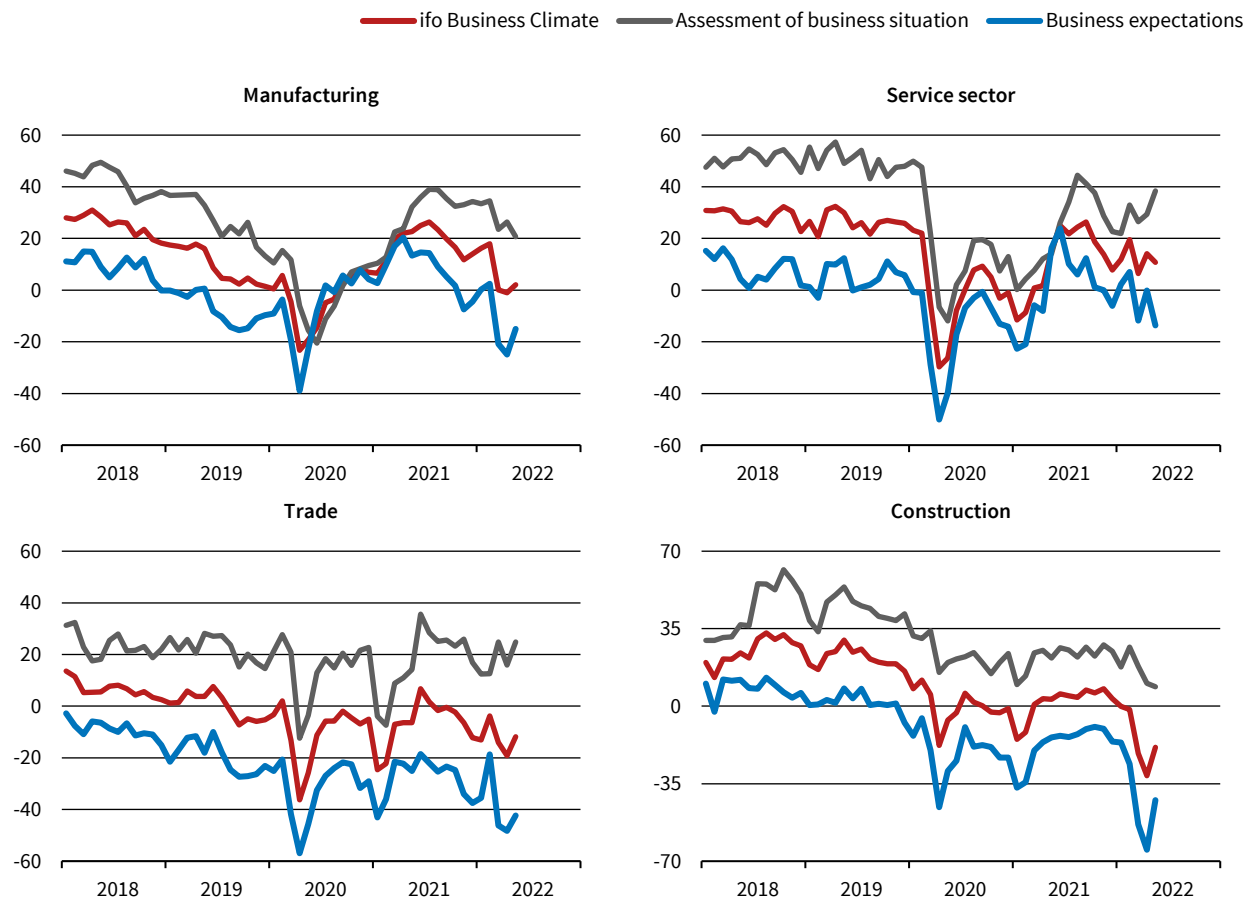 ifo Business Climate Assessment of business situation Business expectations
Manufacturing
60
40
20
0
-20
-40
-60
2018 2019 2020 2021 2022
Service sector
60
40
20
0
-20
-40
-60
2018 2019 2020 2021 2022
Trade
60
40
20
0
-20
-40
-60
2018 2019 2020 2021 2022
Construction
70
35
0
-35
-70
2018 2019 2020 2021 2022